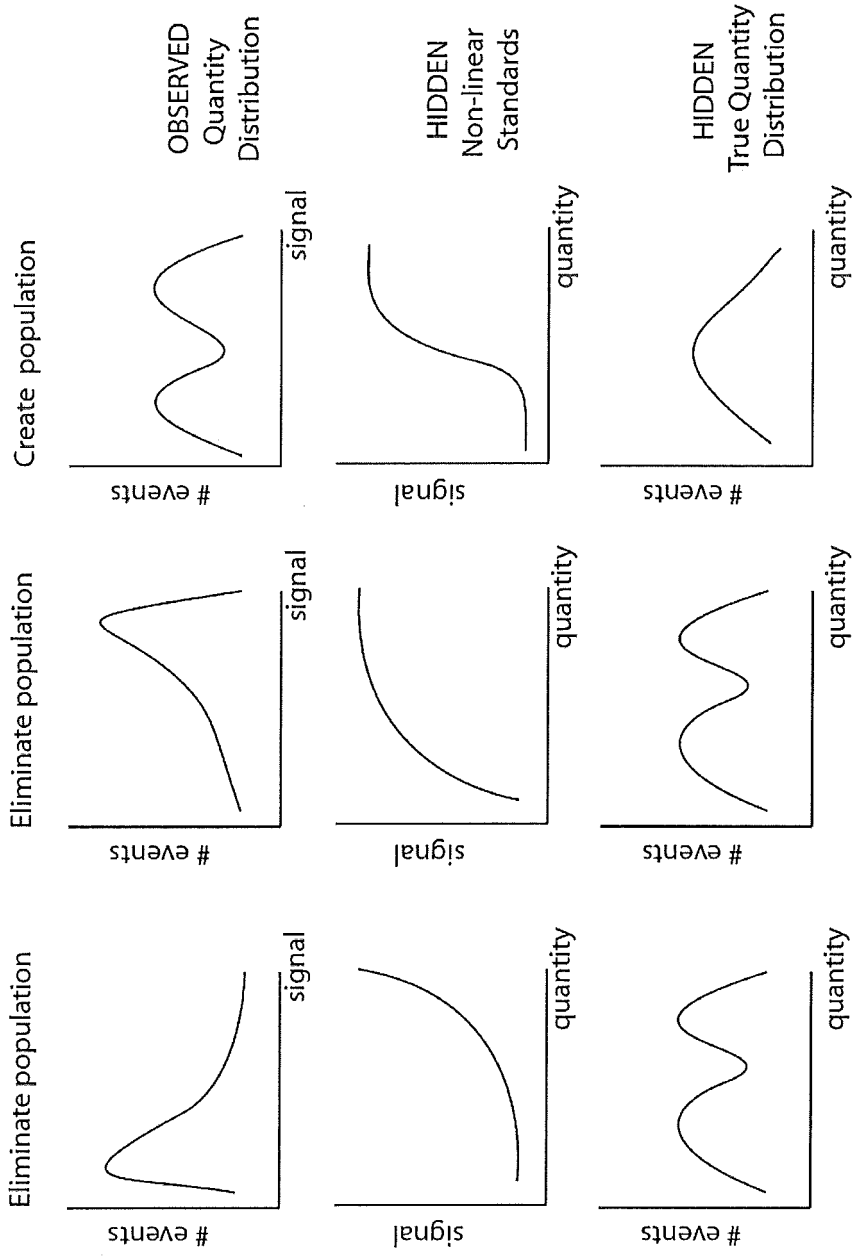 Eliminate population
Eliminate population
Create population
# events
signal
# events
signal
# events
signal
OBSERVED
Quantity
Distribution
signal
quantity
signal
quantity
signal
quantity
HIDDEN
Non-linear
Standards
# events
quantity
# events
quantity
# events
quantity
HIDDEN
True Quantity
Distribution